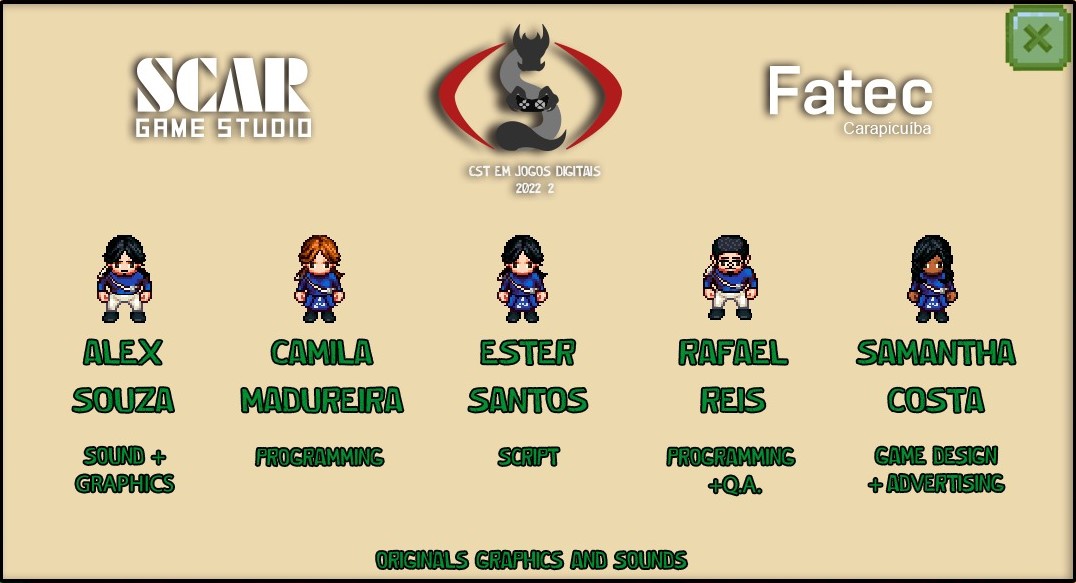 SCAR
GAME STUDIO
CST EM JOGOS DIGITAIS
2022 2
Fatec
Carapicuíba
ALEX
SOUZA
SOUND +
GRAPHICS
CAMILA
MADUREIRA
PROGRAMMING
ESTER
SANTOS
SCRIPT
RAFAEL
REIS
PROGRAMMING
+Q.A.
SAMANTHA
COSTA
GAME DESIGN
+ ADVERTISING
ORIGINALS GRAPHICS AND SOUNDS